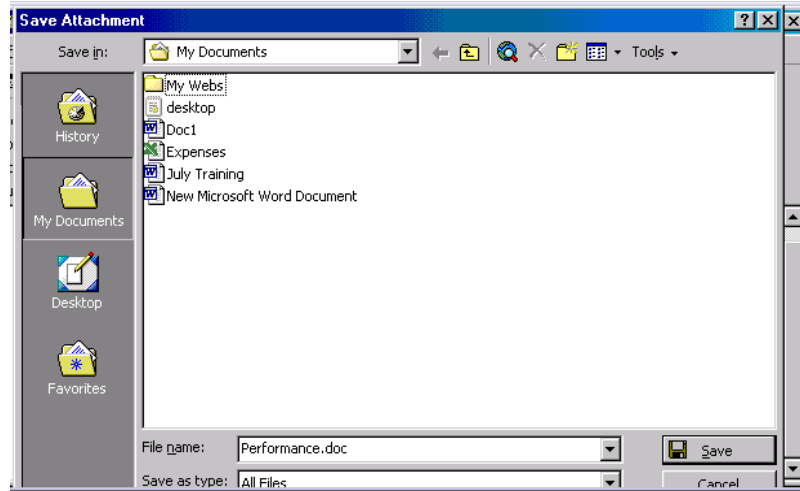 Save Attachment
Save in: My Documents Tools
History
My Documents
Desktop
Favorites
My Webs
desktop
Doc1
Expenses
July Training
New Microsoft Word Document
File name: Performance.doc Save
Save as type: All Files Cancel